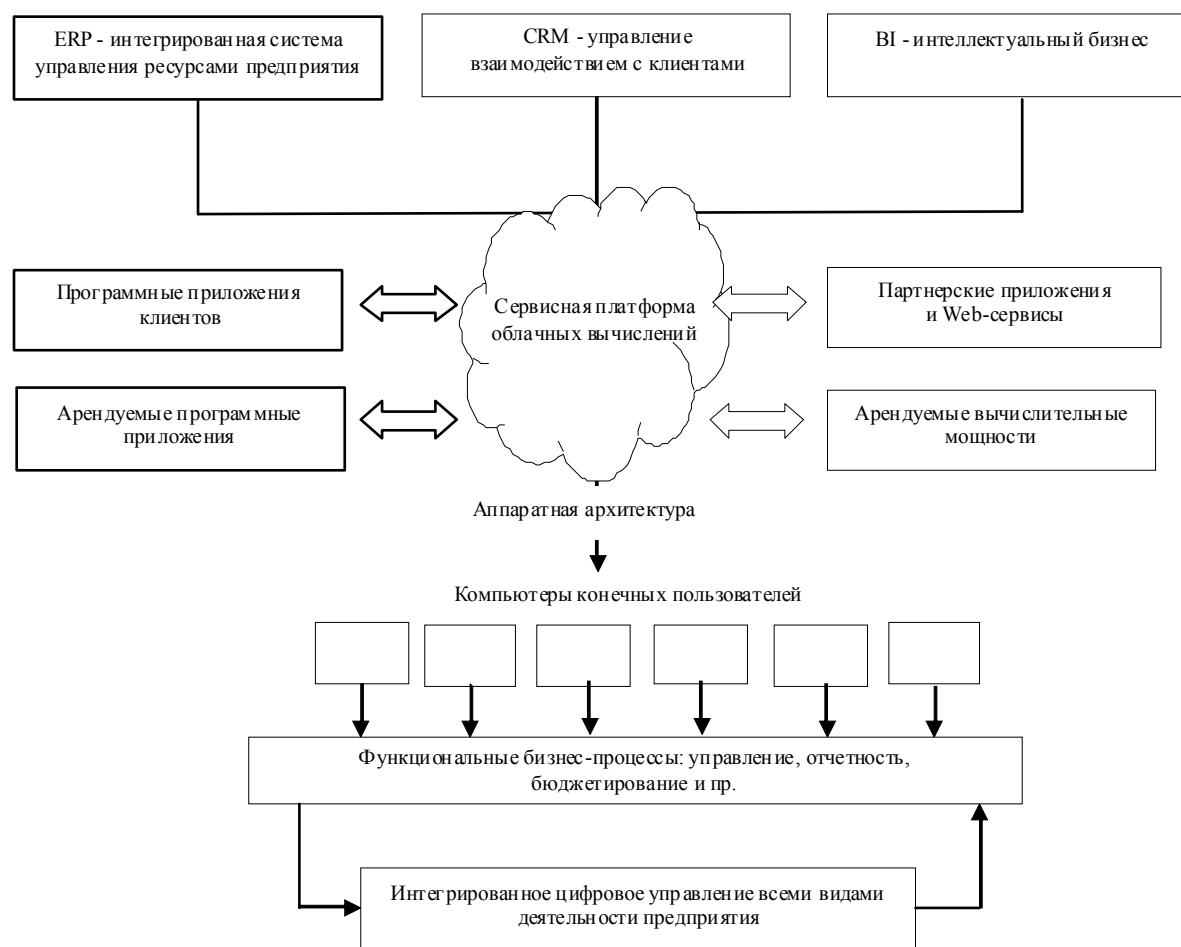 ERP - интегрированная система
управления ресурсами предприятия
CRM - управление
взаимодействием с клиентами
BI - интеллектуальный бизнес
Программные приложения
клиентов
Сервисная платформа
облачных вычислений
Партнерские приложения
и Web-сервисы
Арендуемые программные
приложения
Арендуемые вычислительные
мощности
Аппаратная архитектура
Компьютеры конечных пользователей
Функциональные бизнес-процессы: управление, отчетность,
бюджетирование и пр.
Интегрированное цифровое управление всеми видами
деятельности предприятия